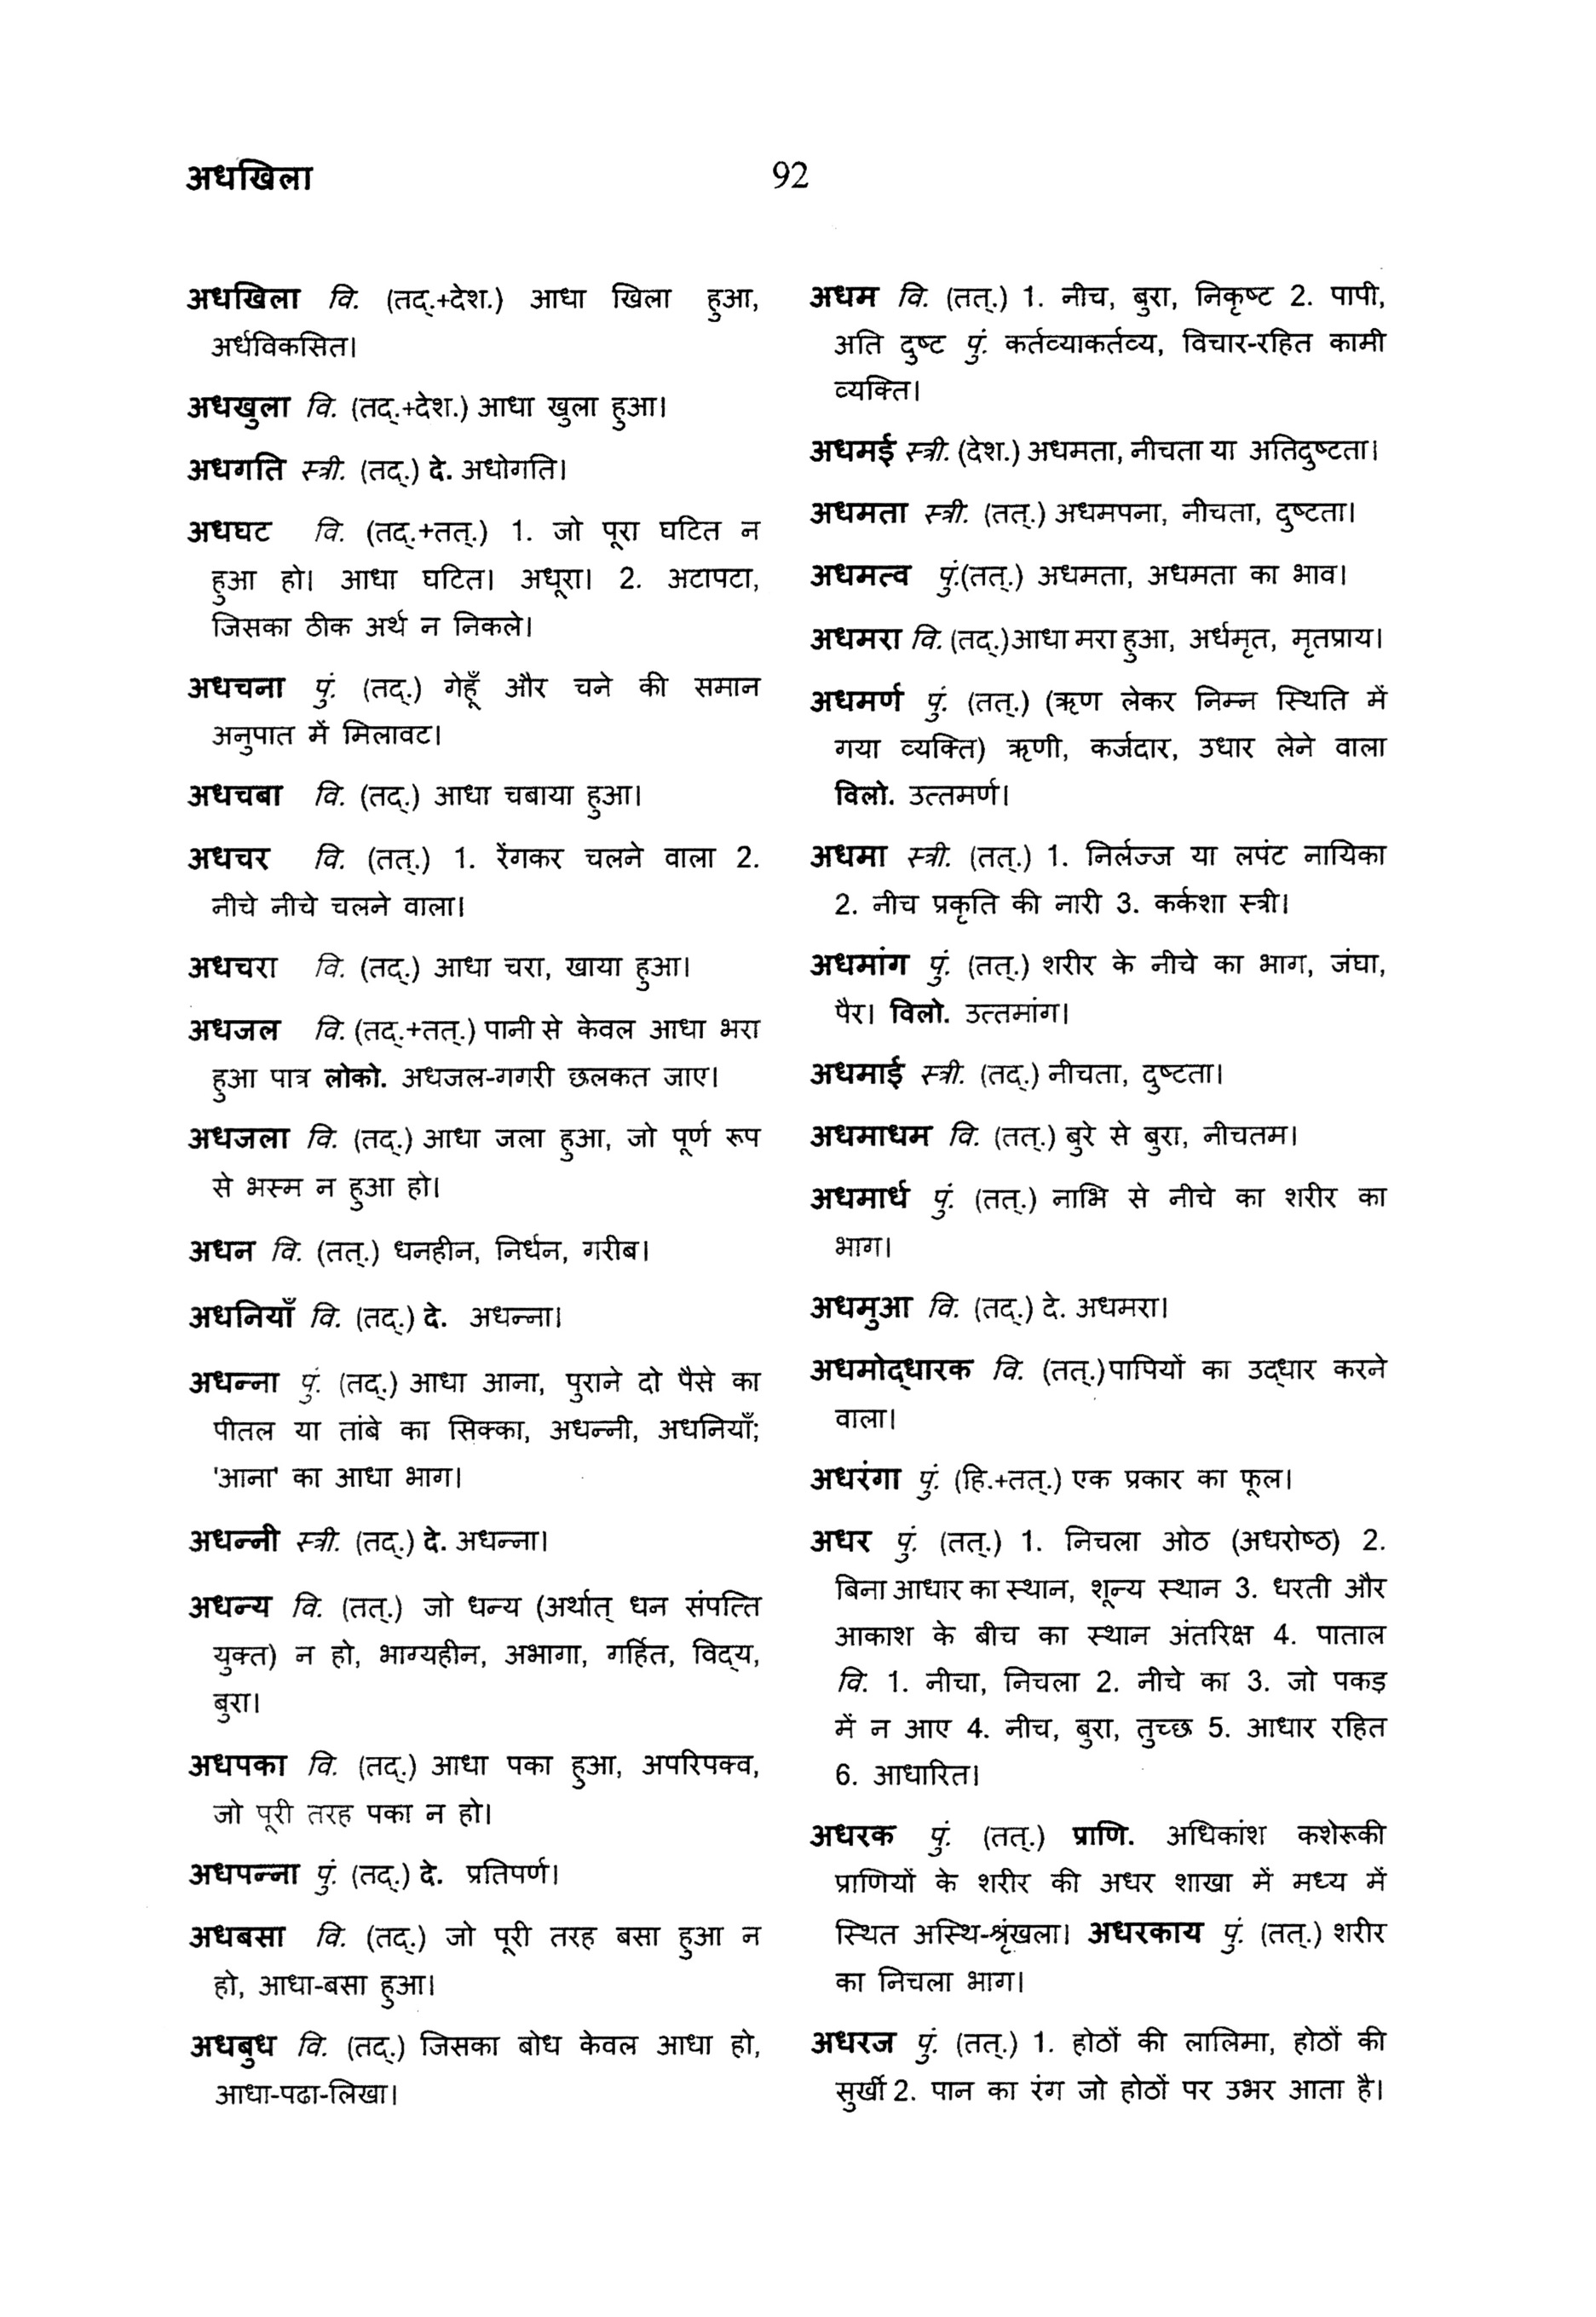 अधखिला
92
अधखिला वि. (तद्.+देश.) आधा खिला हुआ,
अर्धविकसित।
अधखुला वि. (तद्.+देश.) आधा खुला हुआ।
अधगति स्त्री. (तद्.) दे. अधोगति।
अधघट वि. (तद्.+तत्.) 1. जो पूरा घटित न
हुआ हो। आधा घटित। अधूरा। 2. अटापटा,
जिसका ठीक अर्थ न निकले।
अधचना पुं. (तद्.) गेहूँ और चने की समान
अनुपात में मिलावट।
अधचबा वि. (तद्.) आधा चबाया हुआ।
अधचर वि. (तत्.) 1. रेंगकर चलने वाला 2.
नीचे नीचे चलने वाला।
अधचरा वि. (तद्.) आधा चरा, खाया हुआ।
अधजल वि. (तद्.+तत्.) पानी से केवल आधा भरा
हुआ पात्र लोको. अधजल-गगरी छलकत जाए।
अधजला वि. (तद्.) आधा जला हुआ, जो पूर्ण रूप
से भस्म न हुआ हो।
अधन वि. (तत्.) धनहीन, निर्धन, गरीब।
अधनियाँ वि. (तद्.) दे. अधन्ना।
अधन्ना पुं. (तद्.) आधा आना, पुराने दो पैसे का
पीतल या तांबे का सिक्का, अधन्नी, अधनियाँ;
'आना' का आधा भाग।
अधन्नी स्त्री. (तद्.) दे. अधन्ना।
अधन्य वि. (तत्.) जो धन्य (अर्थात् धन संपत्ति
युक्त) न हो, भाग्यहीन, अभागा, गर्हित, विद्य,
बुरा।
अधपका वि. (तद्.) आधा पका हुआ, अपरिपक्व,
जो पूरी तरह पका न हो।
अधपन्ना पुं. (तद्.) दे. प्रतिपर्ण।
अधबसा वि. (तद्.) जो पूरी तरह बसा हुआ न
हो, आधा-बसा हुआ।
अधबुध वि. (तद्.) जिसका बोध केवल आधा हो,
आधा-पढा-लिखा।
अधम वि. (तत्.) 1. नीच, बुरा, निकृष्ट 2. पापी,
अति दुष्ट पुं. कर्तव्याकर्तव्य, विचार-रहित कामी
व्यक्ति।
अधमई स्त्री. (देश.) अधमता, नीचता या अतिदुष्टता।
अधमता स्त्री. (तत्.) अधमपना, नीचता, दुष्टता।
अधमत्व पुं.(तत्.) अधमता, अधमता का भाव।
अधमरा वि. (तद्.)आधा मरा हुआ, अर्धमृत, मृतप्राय।
अधमर्ण पुं. (तत्.) (ऋण लेकर निम्न स्थिति में
गया व्यक्ति) ऋणी, कर्जदार, उधार लेने वाला
विलो. उत्तमर्ण।
अधमा स्त्री. (तत्.) 1. निर्लज्ज या लपंट नायिका
2. नीच प्रकृति की नारी 3. कर्कशा स्त्री।
अधमांग पुं. (तत्.) शरीर के नीचे का भाग, जंघा,
पैर। विलो. उत्तमांग।
अधमाई स्त्री. (तद्.) नीचता, दुष्टता।
अधमाधम वि. (तत्.) बुरे से बुरा, नीचतम।
अधमार्ध पुं. (तत्.) नाभि से नीचे का शरीर का
भाग।
अधमुआ वि. (तद्.) दे. अधमरा।
अधमोद्धारक वि. (तत्.)पापियों का उद्धार करने
वाला।
अधरंगा पुं. (हि.+तत्.) एक प्रकार का फूल।
अधर पुं. (तत्.) 1. निचला ओठ (अधरोष्ठ) 2.
बिना आधार का स्थान, शून्य स्थान 3. धरती और
आकाश के बीच का स्थान अंतरिक्ष 4. पाताल
वि. 1. नीचा, निचला 2. नीचे का 3. जो पकड़
में न आए 4. नीच, बुरा, तुच्छ 5. आधार रहित
6. आधारित।
अधरक पुं. (तत्.) प्राणि. अधिकांश कशेरूकी
प्राणियों के शरीर की अधर शाखा में मध्य में
स्थित अस्थि-श्रृंखला। अधरकाय पुं. (तत्.) शरीर
का निचला भाग।
अधरज पुं. (तत्.) 1. होठों की लालिमा, होठों की
सुर्खी 2. पान का रंग जो होठों पर उभर आता है।